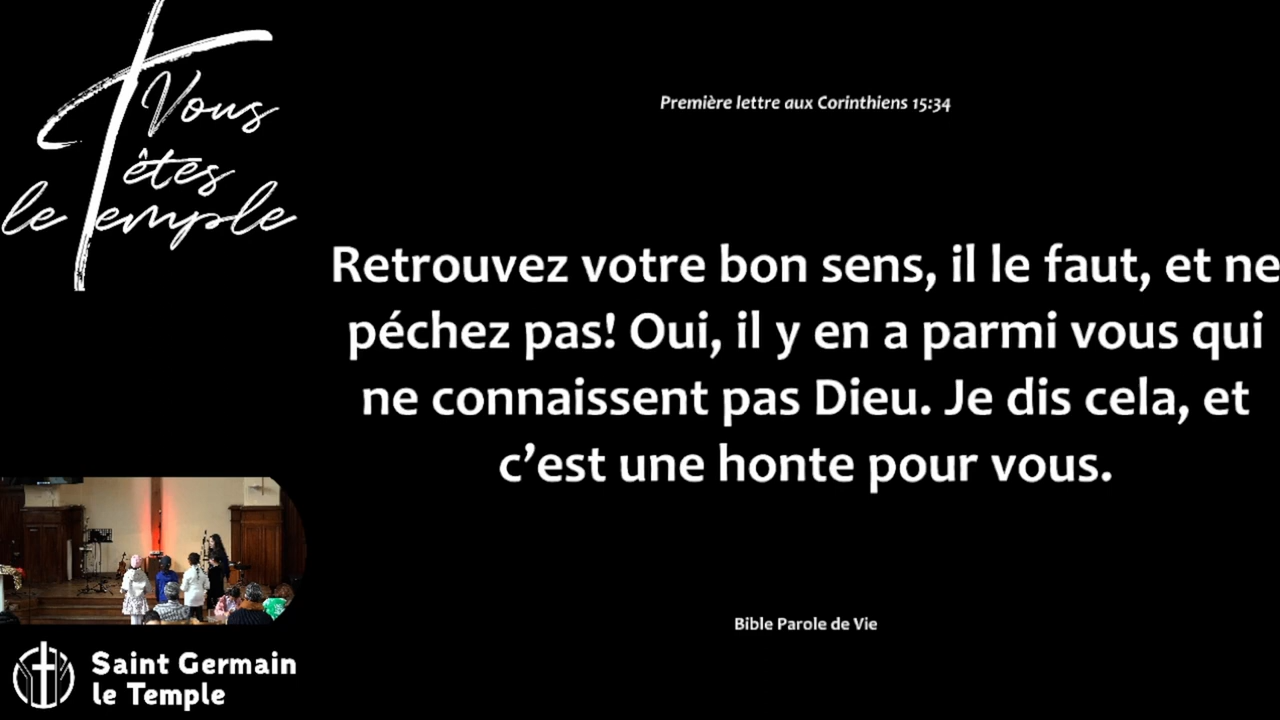 Vous
êtes
le Temple
Première lettre aux Corinthiens 15:34
Retrouvez votre bon sens, il le faut, et ne
péchez pas! Oui, il y en a parmi vous qui
ne connaissent pas Dieu. Je dis cela, et
c’est une honte pour vous.
Bible Parole de Vie
Saint Germain
le Temple